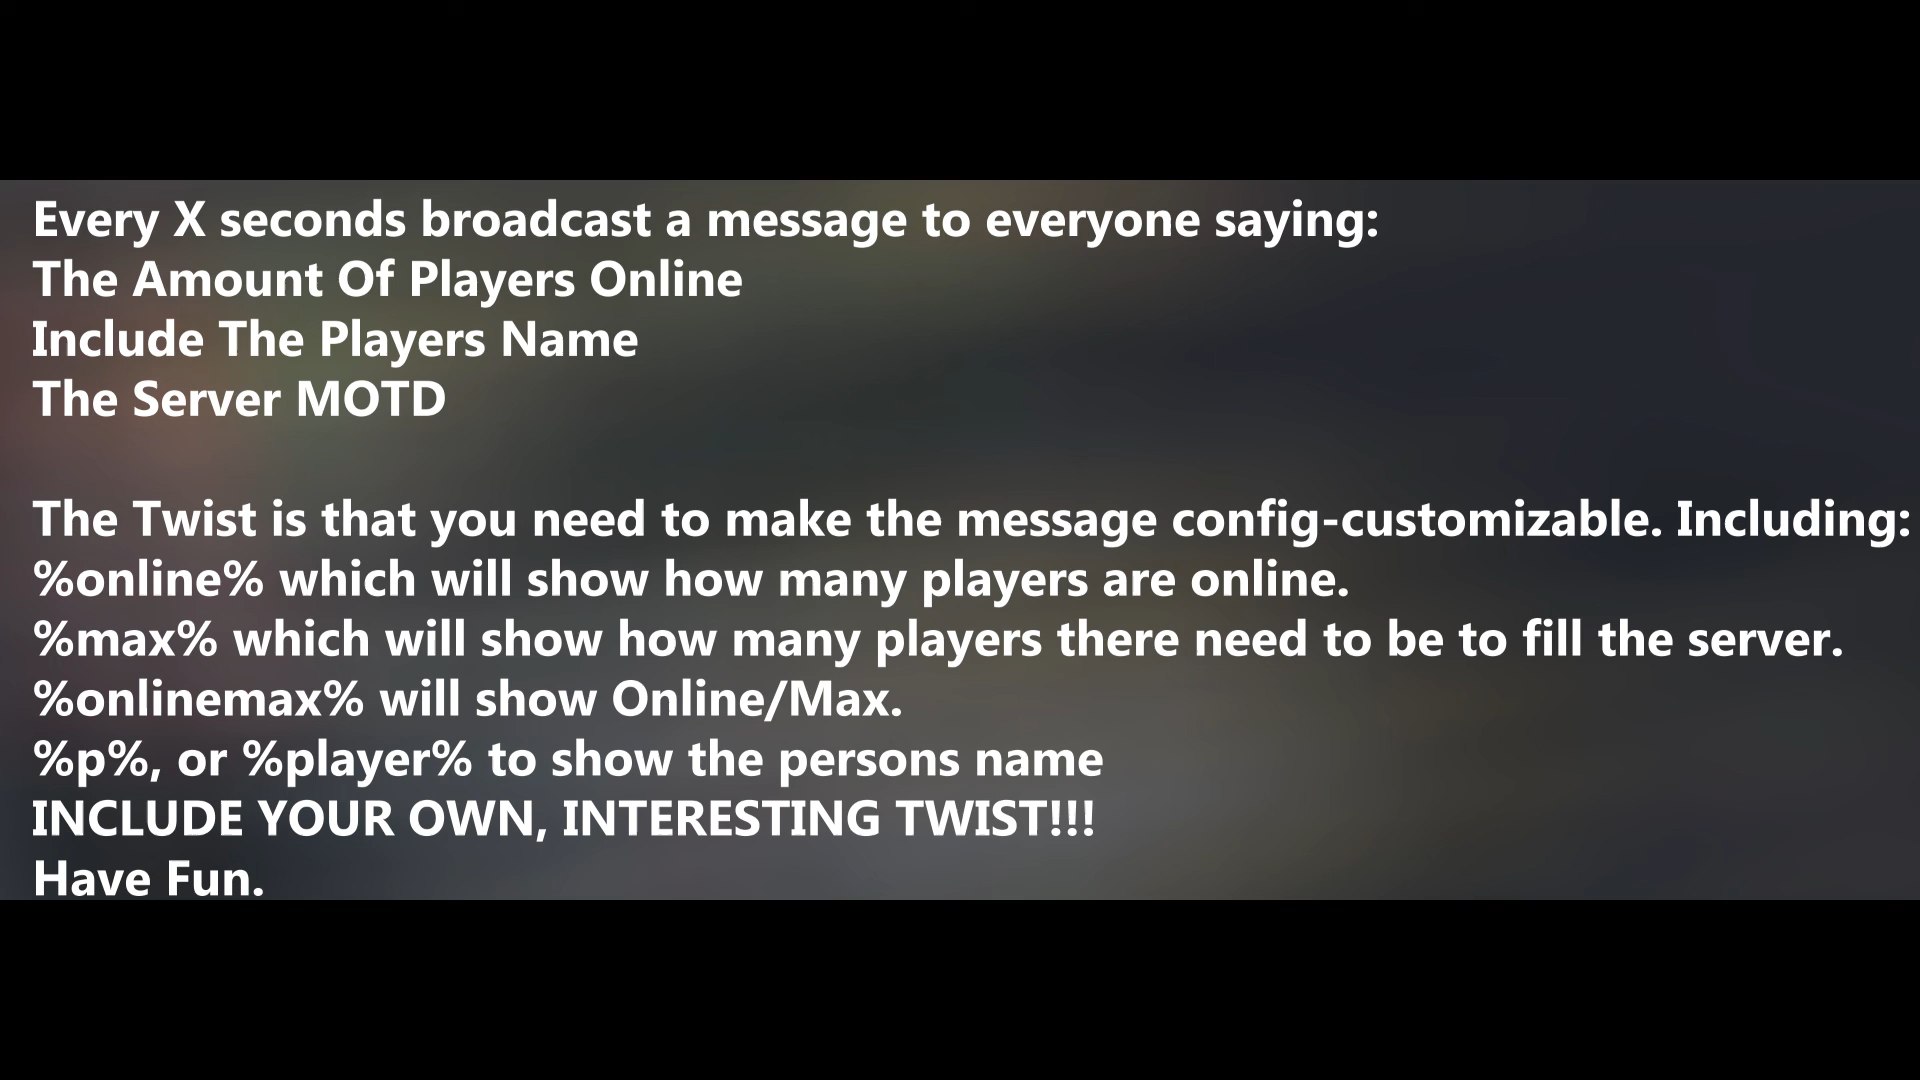 Every X seconds broadcast a message to everyone saying:
The Amount Of Players Online
Include The Players Name
The Server MOTD
The Twist is that you need to make the message config-customizable. Including:
%online% which will show how many players are online.
%max% which will show how many players there need to be to fill the server.
%onlinemax% will show Online/Max.
%p%, or %player% to show the persons name
INCLUDE YOUR OWN, INTERESTING TWIST!!!
Have Fun.